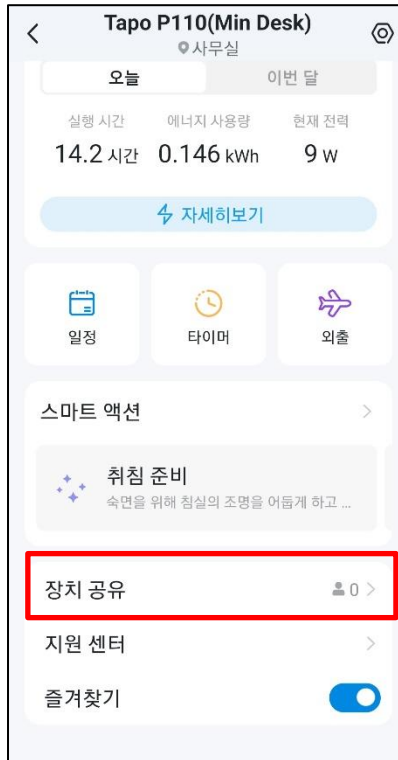 Tapo P110(Min Desk)
사무실
오늘 이번 달
실행 시간 에너지 사용량 현재 전력
14.2 시간 0.146 kWh 9 W
자세히보기
일정 타이머 외출
스마트 액션
취침 준비
숙면을 위해 침실의 조명을 어둡게 하고 ...
장치 공유 0
지원 센터
즐겨찾기